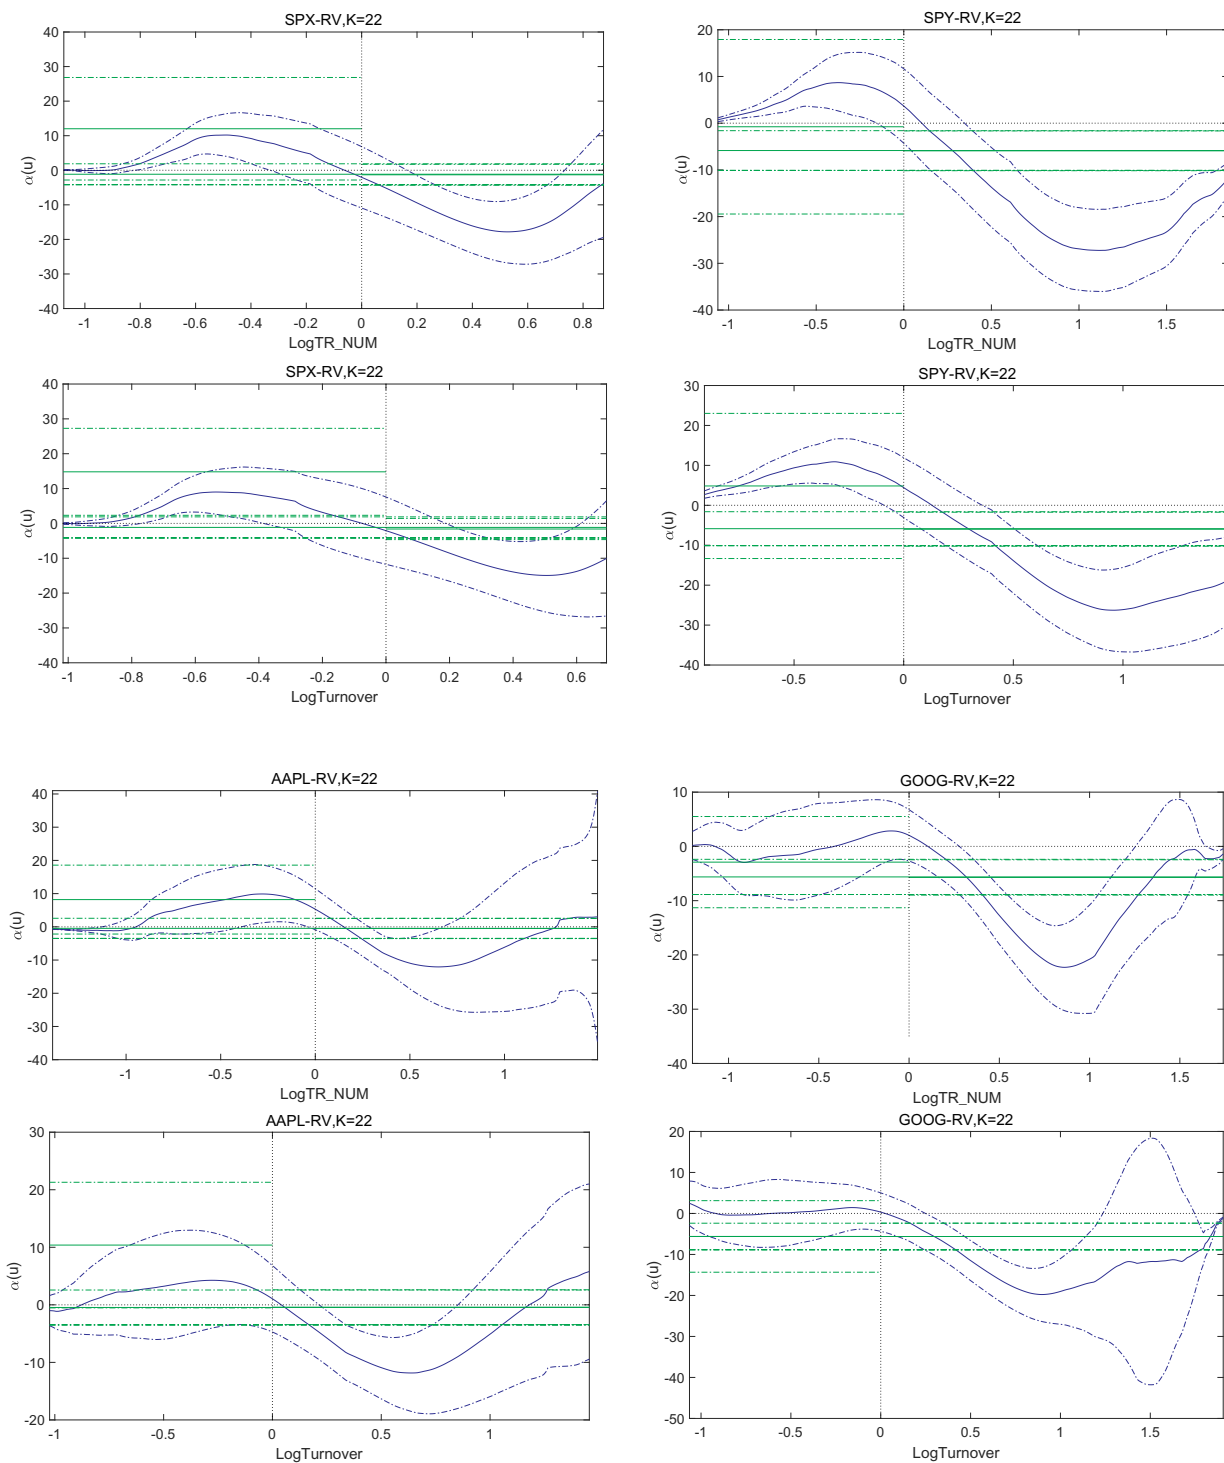 SPX-RV,K=22
40
30
20
10
0
-10
-20
-30
-40
α(u)
-1 -0.8 -0.6 -0.4 -0.2 0 0.2 0.4 0.6 0.8
LogTR_NUM
SPY-RV,K=22
20
10
0
-10
-20
-30
-40
α(u)
-1 -0.5 0 0.5 1 1.5
LogTR_NUM
SPX-RV,K=22
40
30
20
10
0
-10
-20
-30
-40
α(u)
-1 -0.8 -0.6 -0.4 -0.2 0 0.2 0.4 0.6
LogTurnover
SPY-RV,K=22
30
20
10
0
-10
-20
-30
-40
α(u)
-0.5 0 0.5 1
LogTurnover
AAPL-RV,K=22
40
30
20
10
0
-10
-20
-30
-40
α(u)
-1 -0.5 0 0.5 1
LogTR_NUM
GOOG-RV,K=22
10
0
-10
-20
-30
-40
α(u)
-1 -0.5 0 0.5 1 1.5
LogTR_NUM
AAPL-RV,K=22
30
20
10
0
-10
-20
α(u)
-1 -0.5 0 0.5 1
LogTurnover
GOOG-RV,K=22
20
10
0
-10
-20
-30
-40
-50
α(u)
-1 -0.5 0 0.5 1 1.5
LogTurnover